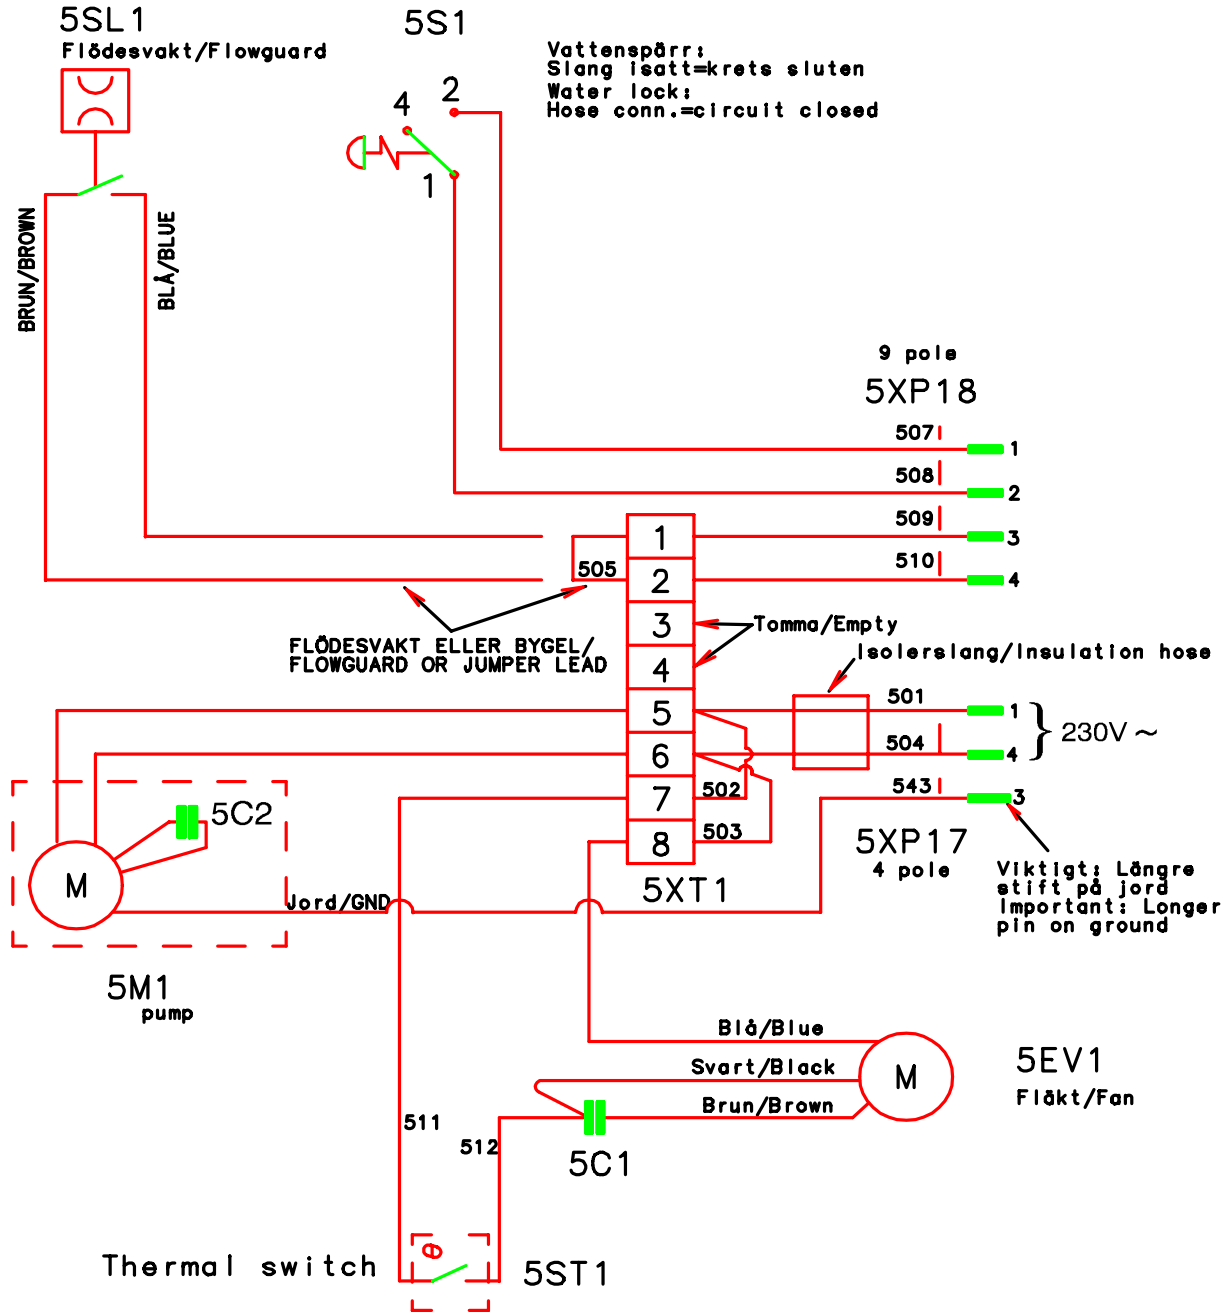 5SL1
Flödesvakt/Flowguard
5S1
Vattenspärr:
Slang isatt=krets sluten
Water lock:
Hose conn.=circuit closed
2
4
1
BRUN/BROWN
BLÅ/BLUE
9 pole
5XP18
507
1
508
2
509
3
510
4
1
505
2
3
4
5
6
7
8
5XT1
Tomma/Empty
FLÖDESVAKT ELLER BYGEL/
FLOWGUARD OR JUMPER LEAD
Isolerslang/Insulation hose
501
1
504
4
230V ~
502
543
3
503
5XP17
4 pole
Viktigt: Längre
stift på jord
Important: Longer
pin on ground
5C2
M
Jord/GND
5M1
pump
Blå/Blue
Svart/Black
Brun/Brown
M
5EV1
Fläkt/Fan
511
512
5C1
Thermal switch
5ST1